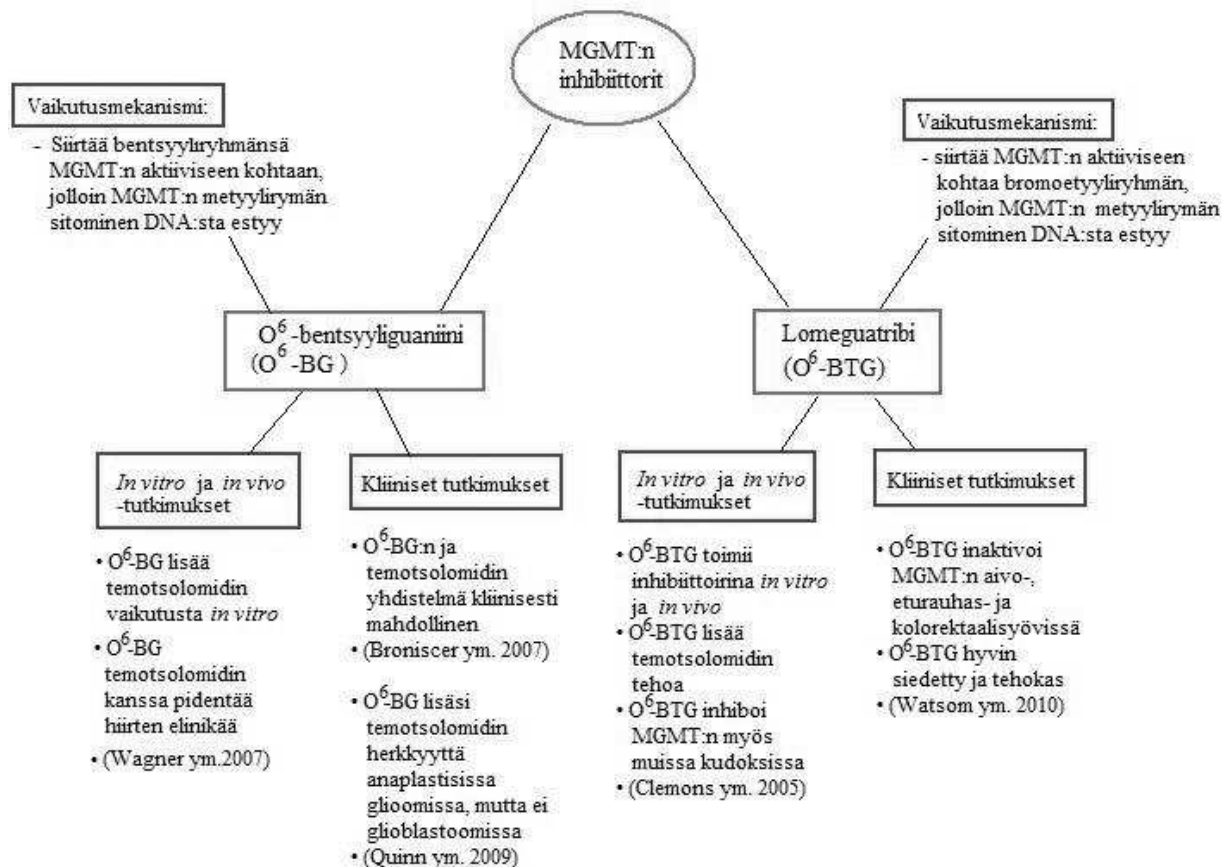 MGMT:n
inhibiittorit
Vaikutusmekanismi:
- Siirtää bentsyyliryhmänsä
MGMT:n aktiiviseen kohtaan,
jolloin MGMT:n metyylirymän
sitominen DNA:sta estyy
Vaikutusmekanismi:
- siirtää MGMT:n aktiiviseen
kohtaa bromoetyyliryhmän,
jolloin MGMT:n metyylirymän
sitominen DNA:sta estyy
O⁶-bentsyyliguaniini
(O⁶-BG)
Lomeguatribi
(O⁶-BTG)
In vitro ja in vivo
-tutkimukset
• O⁶-BG lisää
temotsolomidin
vaikutusta in vitro
• O⁶-BG
temotsolomidin
kanssa pidentää
hiirten elinikää
• (Wagner ym.2007)
Kliiniset tutkimukset
• O⁶-BG:n ja
temotsolomidin
yhdistelmä kliinisesti
mahdollinen
• (Broniscer ym. 2007)
• O⁶-BG lisäsi
temotsolomidin
herkkyyttä
anaplastisissa
glioomissa, mutta ei
glioblastoomissa
• (Quinn ym. 2009)
In vitro ja in vivo
-tutkimukset
• O⁶-BTG toimii
inhibiittoirina in vitro
ja in vivo
• O⁶-BTG lisää
temotsolomidin
tehoa
• O⁶-BTG inhiboi
MGMT:n myös
muissa kudoksissa
• (Clemons ym. 2005)
Kliiniset tutkimukset
• O⁶-BTG inaktivoi
MGMT:n aivo-,
eturauhas- ja
kolorektaalisyövissä
• O⁶-BTG hyvin
siedetty ja tehokas
• (Watsom ym. 2010)